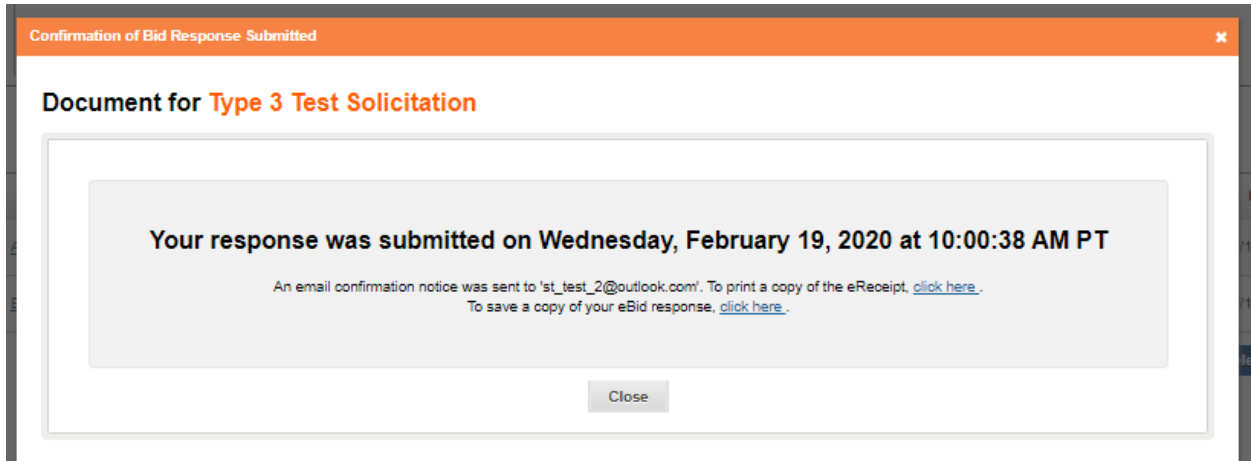 Confirmation of Bid Response Submitted
Document for Type 3 Test Solicitation
Your response was submitted on Wednesday, February 19, 2020 at 10:00:38 AM PT
An email confirmation notice was sent to 'st_test_2@outlook.com'. To print a copy of the eReceipt, click here .
To save a copy of your eBid response, click here .
Close